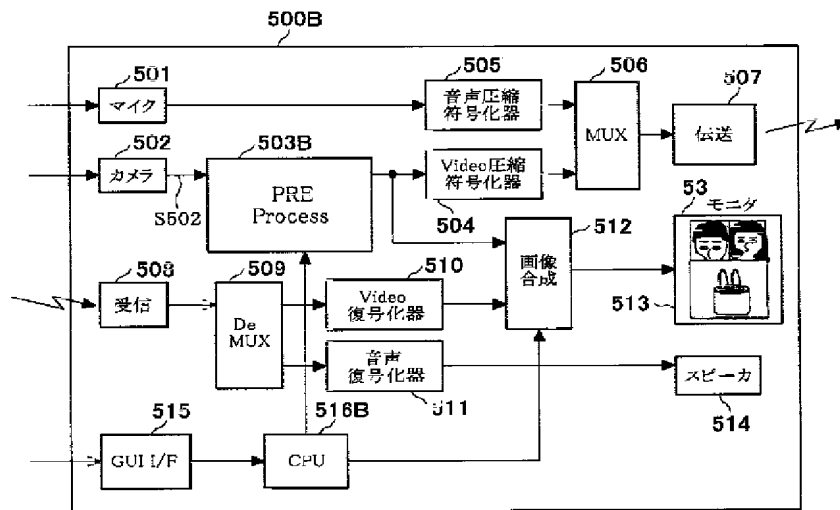 500B
501
505
506
507
マイク
音声圧縮
符号化器
MUX
伝送
502
503B
カメラ
PRE
Process
Video圧縮
符号化器
S502
504
512
53
モニタ
508
509
510
画像
合成
受信
De
MUX
Video
復号化器
513
音声
復号化器
スピーカ
511
514
515
516B
GUI I/F
CPU